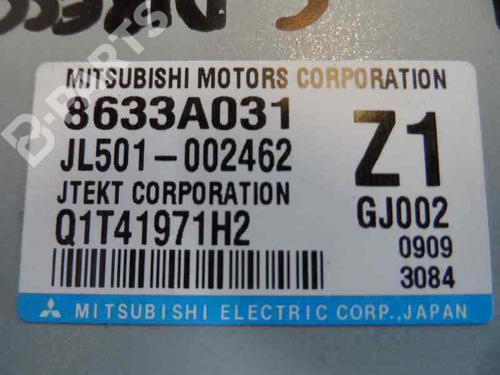 MITSUBISHI MOTORS CORPORATION
8633A031
Z1
JL501-002462
JTEKT CORPORATION
GJ002
Q1T41971H2
0909
3084
MITSUBISHI ELECTRIC CORP.,JAPAN
B-PARTS